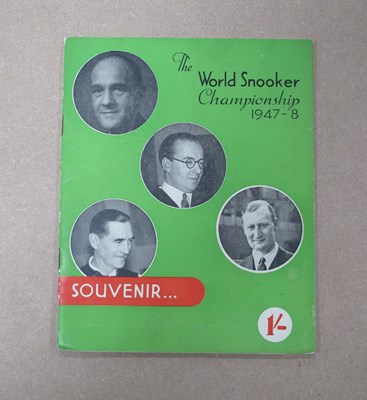 The
World Snooker
Championship
1947-'8
SOUVENIR...
1/-